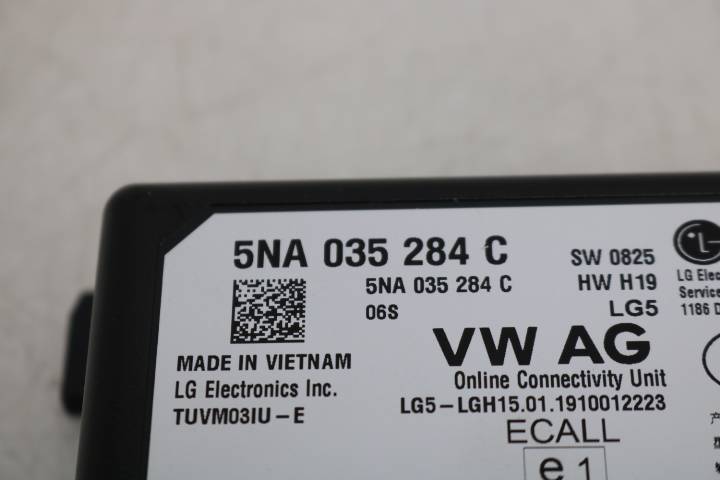 5NA 035 284 C
5NA 035 284 C
06S
SW 0825
HW H19
LG5
MADE IN VIETNAM
LG Electronics Inc.
TUVM03IU-E
VW AG
Online Connectivity Unit
LG5-LGH15.01.1910012223
ECALL
e1
LG Elec
Service
1186 D